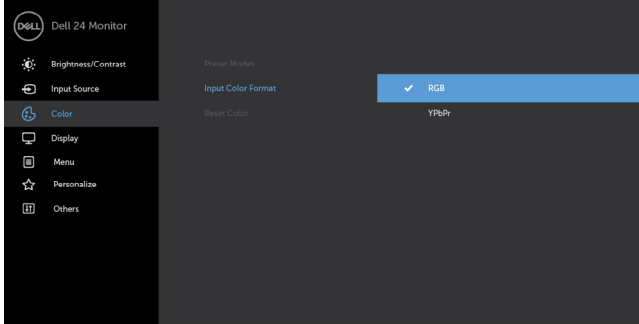 DELL Dell 24 Monitor
Brightness/Contrast
Preser Modes
Input Source
Input Color Format
RGB
Color
Reset Color
YPbPr
Display
Menu
Personalize
Others